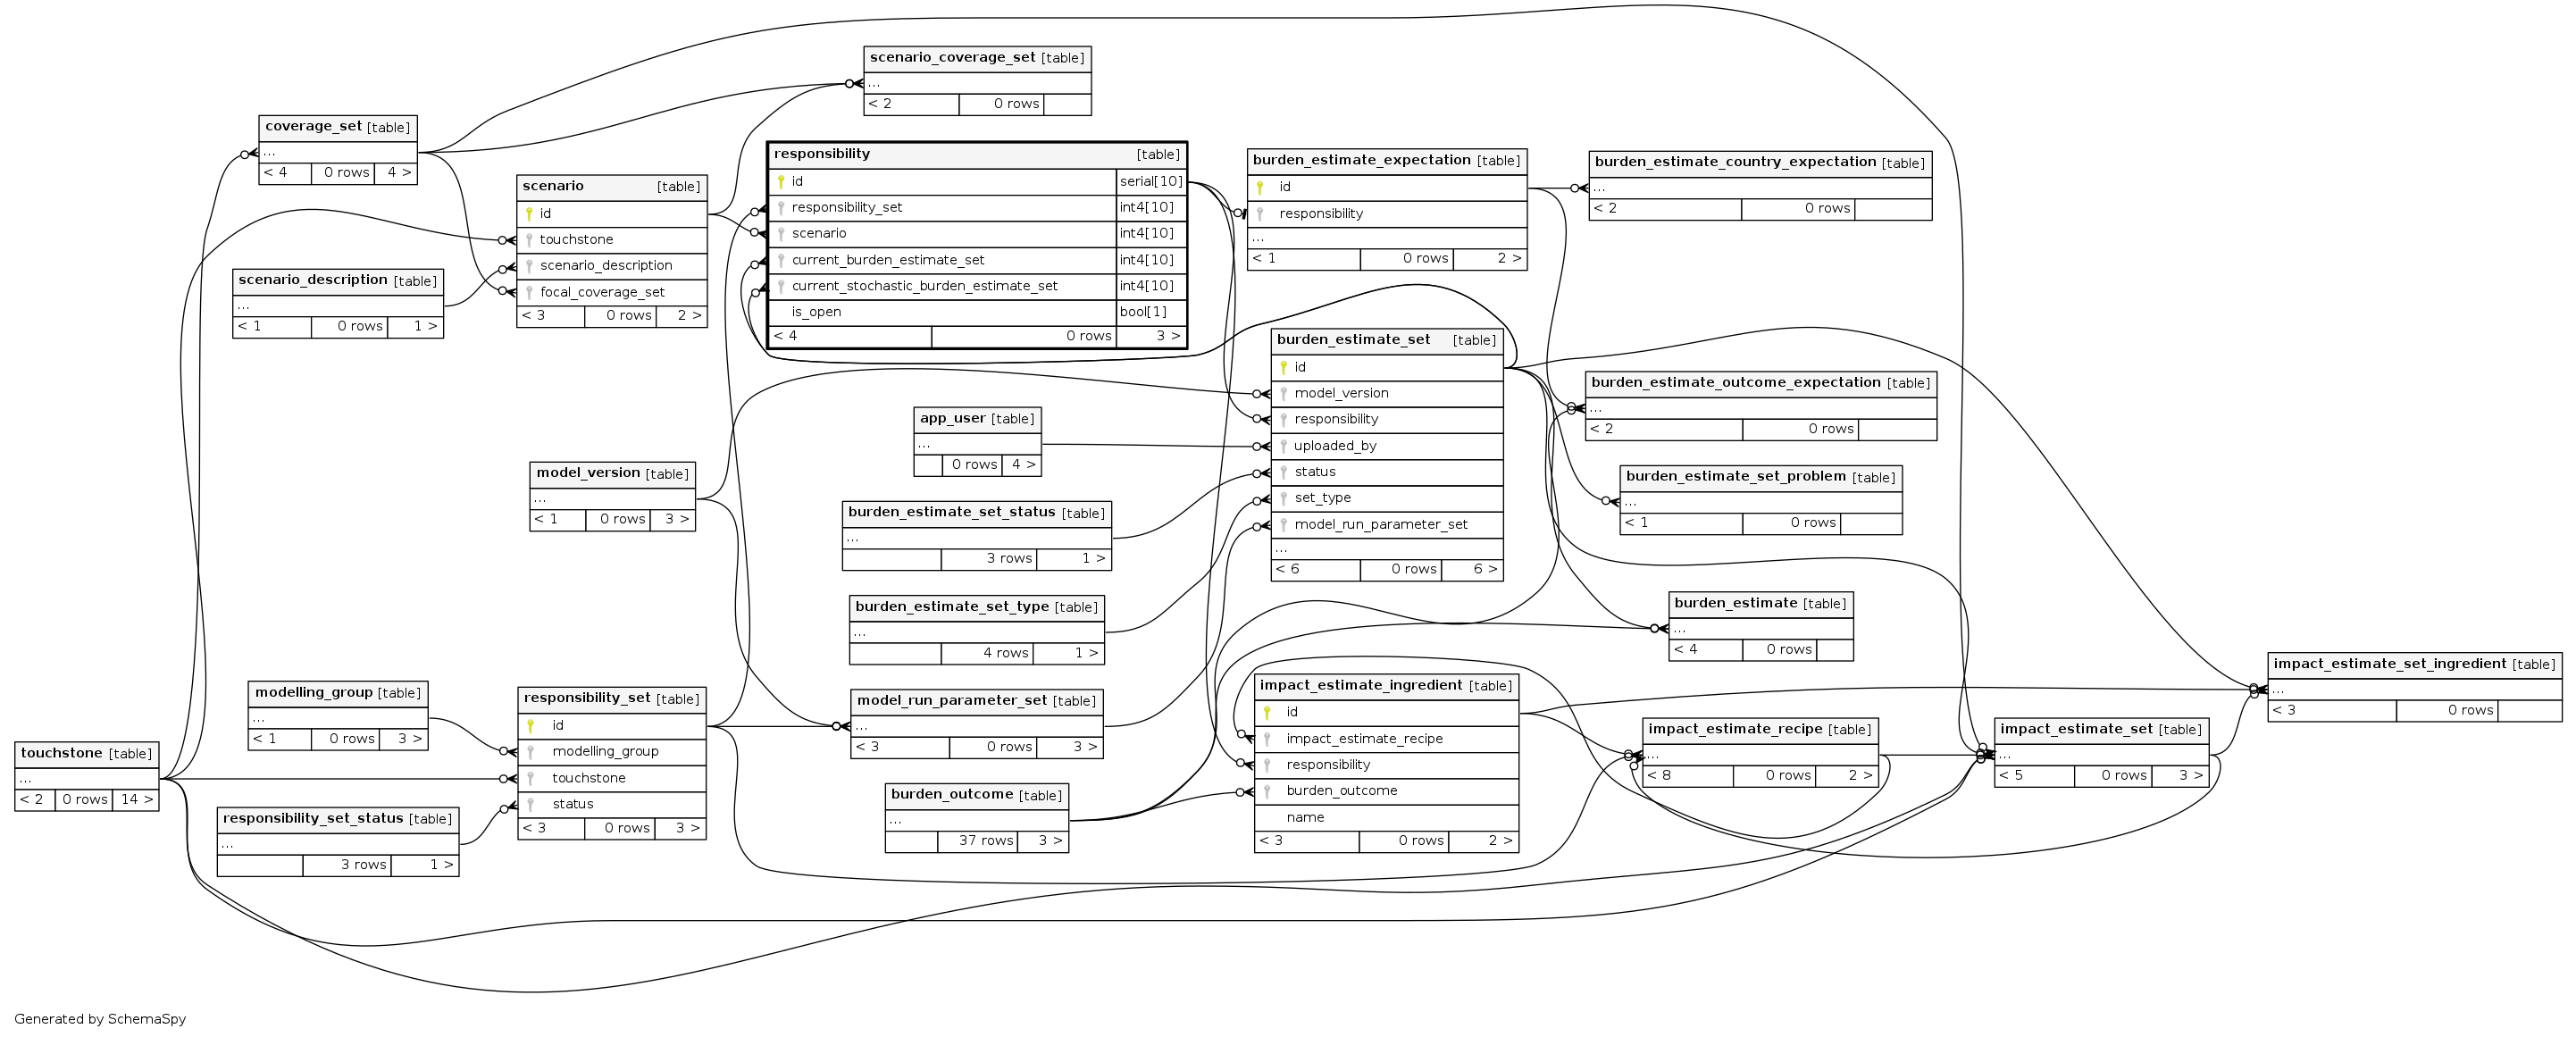 scenario_coverage_set [table]
...
< 2 0 rows
coverage_set [table]
...
< 4 0 rows 4 >
responsibility [table]
id serial[10]
responsibility_set int4[10]
scenario int4[10]
current_burden_estimate_set int4[10]
current_stochastic_burden_estimate_set int4[10]
is_open bool[1]
< 4 0 rows 3 >
burden_estimate_expectation [table]
id
responsibility
...
< 1 0 rows 2 >
burden_estimate_country_expectation [table]
...
< 2 0 rows
scenario [table]
id
touchstone
scenario_description
focal_coverage_set
< 3 0 rows 2 >
scenario_description [table]
...
< 1 0 rows 1 >
burden_estimate_set [table]
id
model_version
responsibility
uploaded_by
status
set_type
model_run_parameter_set
...
< 6 0 rows 6 >
burden_estimate_outcome_expectation [table]
...
< 2 0 rows
app_user [table]
...
0 rows 4 >
model_version [table]
...
< 1 0 rows 3 >
burden_estimate_set_problem [table]
...
< 1 0 rows
burden_estimate_set_status [table]
...
3 rows 1 >
burden_estimate_set_type [table]
...
4 rows 1 >
burden_estimate [table]
...
< 4 0 rows
impact_estimate_set_ingredient [table]
...
< 3 0 rows
modelling_group [table]
...
< 1 0 rows 3 >
responsibility_set [table]
id
modelling_group
touchstone
status
< 3 0 rows 3 >
model_run_parameter_set [table]
...
< 3 0 rows 3 >
impact_estimate_ingredient [table]
id
impact_estimate_recipe
responsibility
burden_outcome
name
< 3 0 rows 2 >
impact_estimate_recipe [table]
...
< 8 0 rows 2 >
impact_estimate_set [table]
...
< 5 0 rows 3 >
touchstone [table]
...
< 2 0 rows 14 >
burden_outcome [table]
...
37 rows 3 >
responsibility_set_status [table]
...
3 rows 1 >
Generated by SchemaSpy